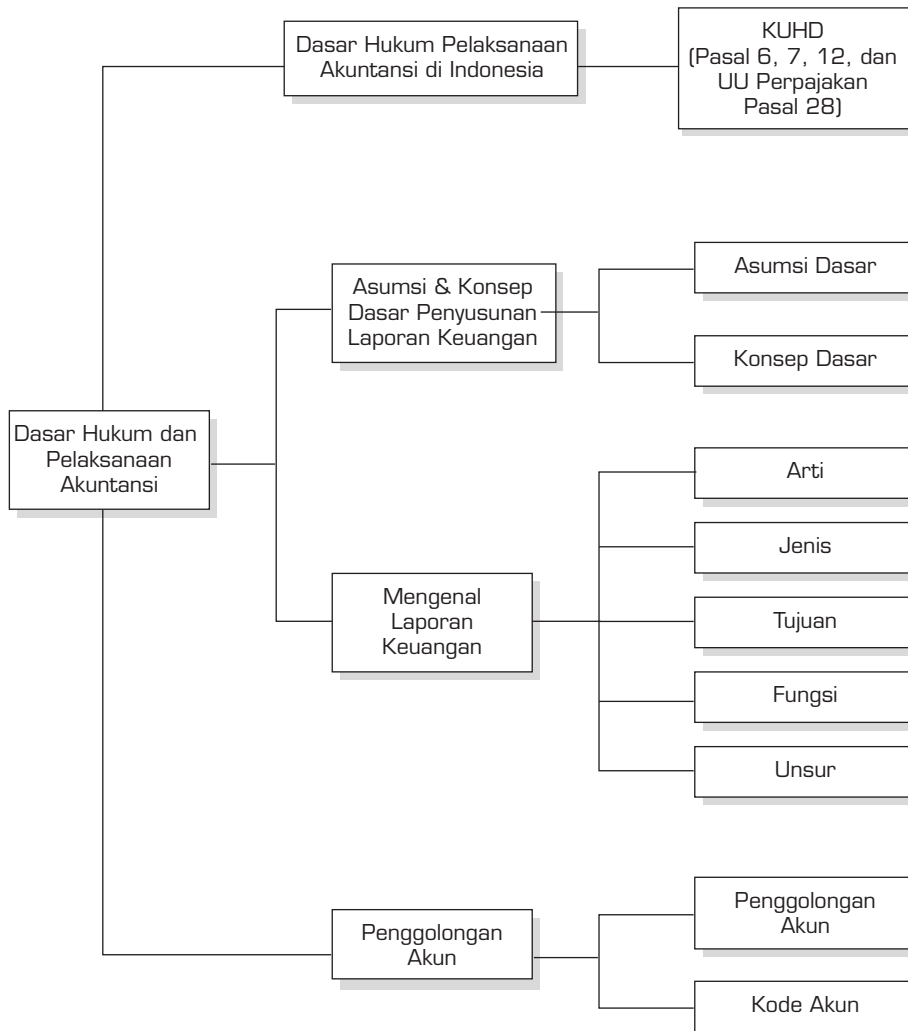 Dasar Hukum Pelaksanaan
Akuntansi di Indonesia
KUHD
(Pasal 6, 7, 12, dan
UU Perpajakan
Pasal 28)
Asumsi & Konsep
Dasar Penyusunan
Laporan Keuangan
Asumsi Dasar
Konsep Dasar
Dasar Hukum dan
Pelaksanaan
Akuntansi
Mengenal
Laporan
Keuangan
Arti
Jenis
Tujuan
Fungsi
Unsur
Penggolongan
Akun
Penggolongan
Akun
Kode Akun